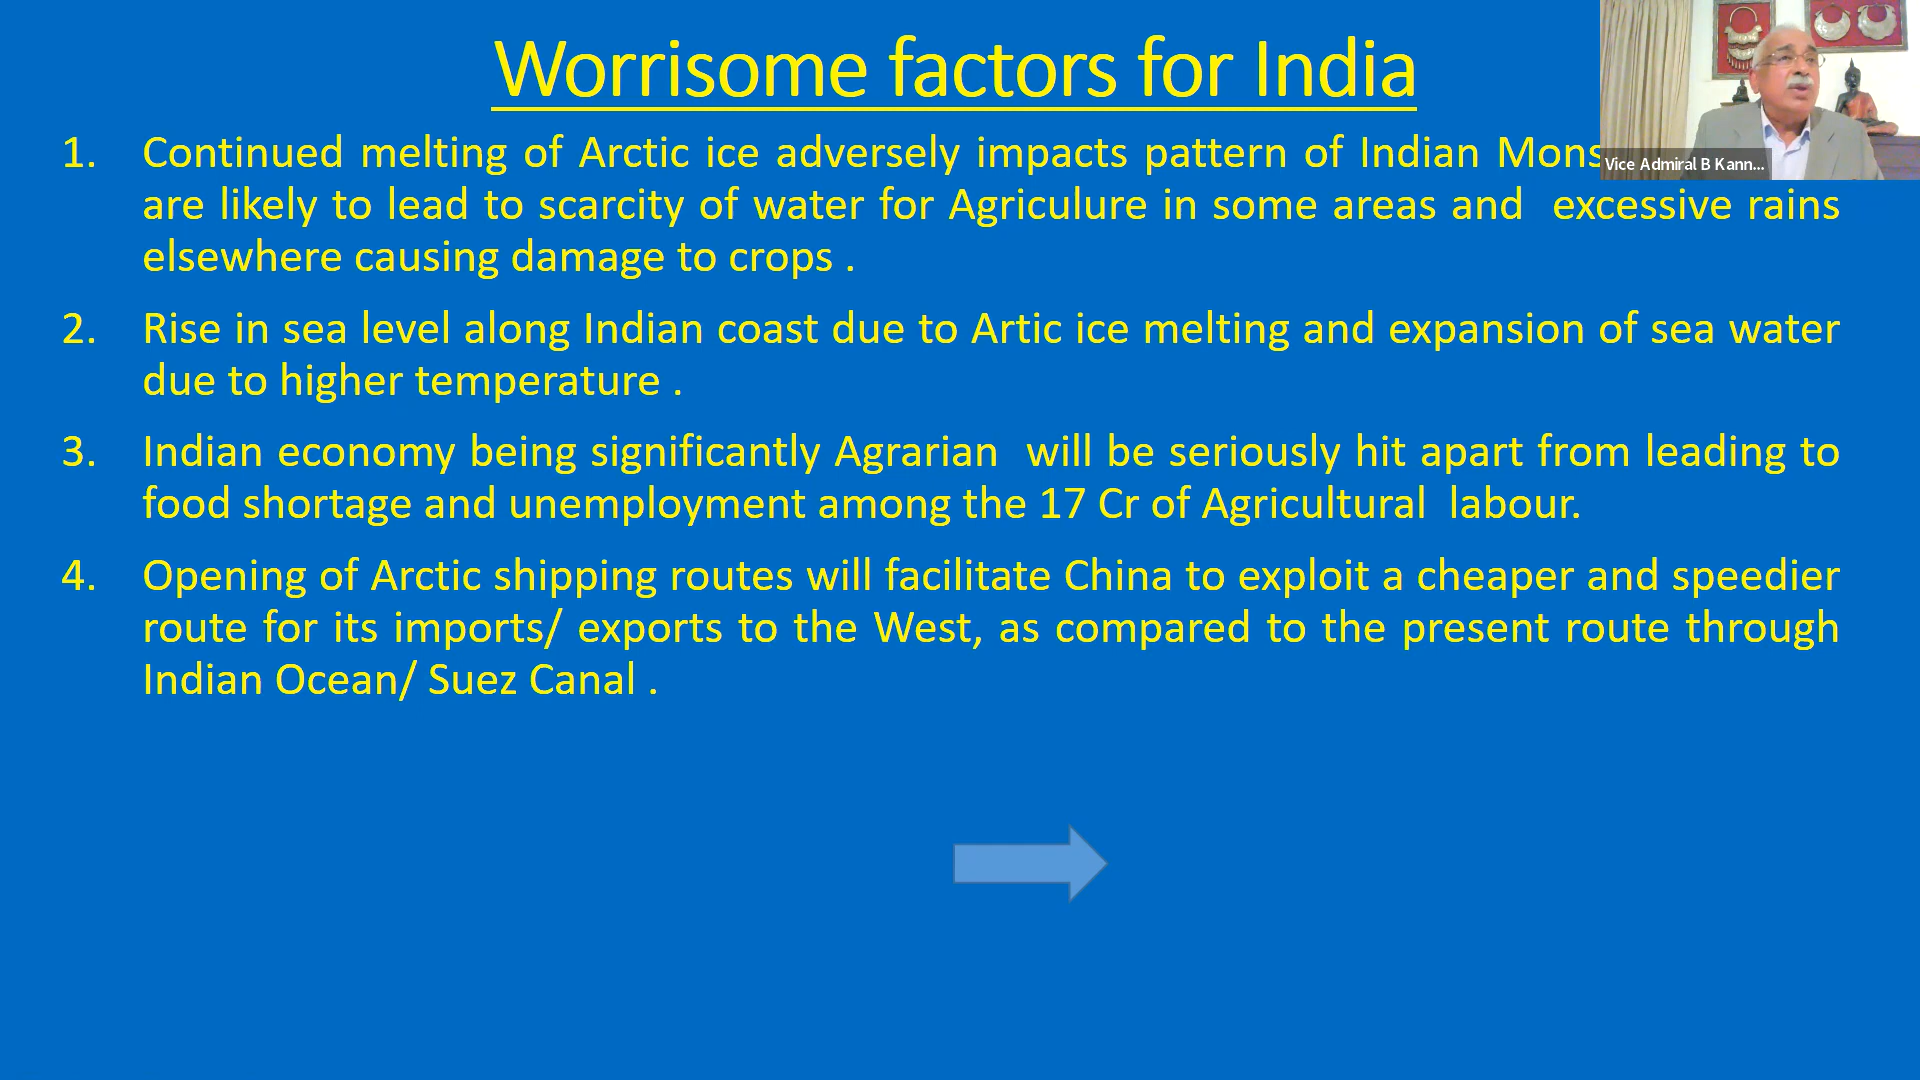 Worrisome factors for India
1. Continued melting of Arctic ice adversely impacts pattern of Indian
are likely to lead to scarcity of water for Agriculure in some areas and excessive rains
elsewhere causing damage to crops .
2. Rise in sea level along Indian coast due to Artic ice melting and expansion of sea water
due to higher temperature .
3. Indian economy being significantly Agrarian will be seriously hit apart from leading to
food shortage and unemployment among the 17 Cr of Agricultural labour.
4. Opening of Arctic shipping routes will facilitate China to exploit a cheaper and speedier
route for its imports/ exports to the West, as compared to the present route through
Indian Ocean/ Suez Canal .
Vice Admiral B Kann...